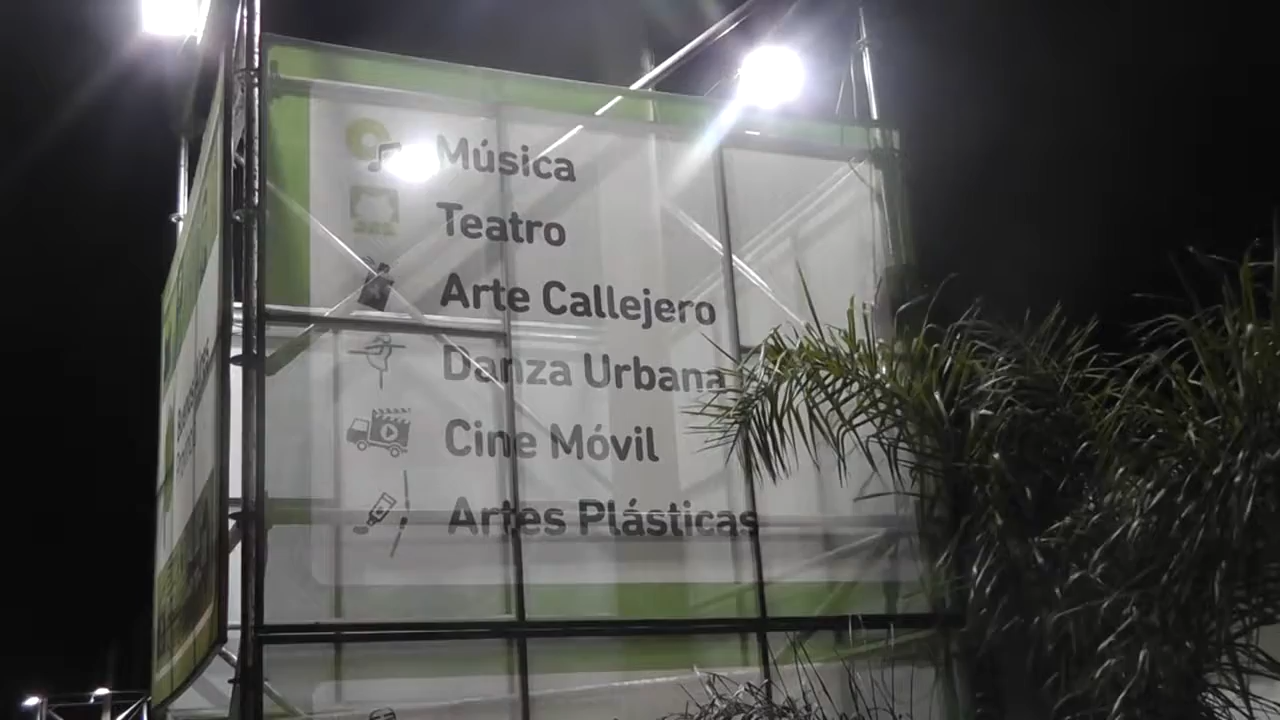 Música
Teatro
Arte Callejero
Danza Urbana
Cine Móvil
Artes Plásticas